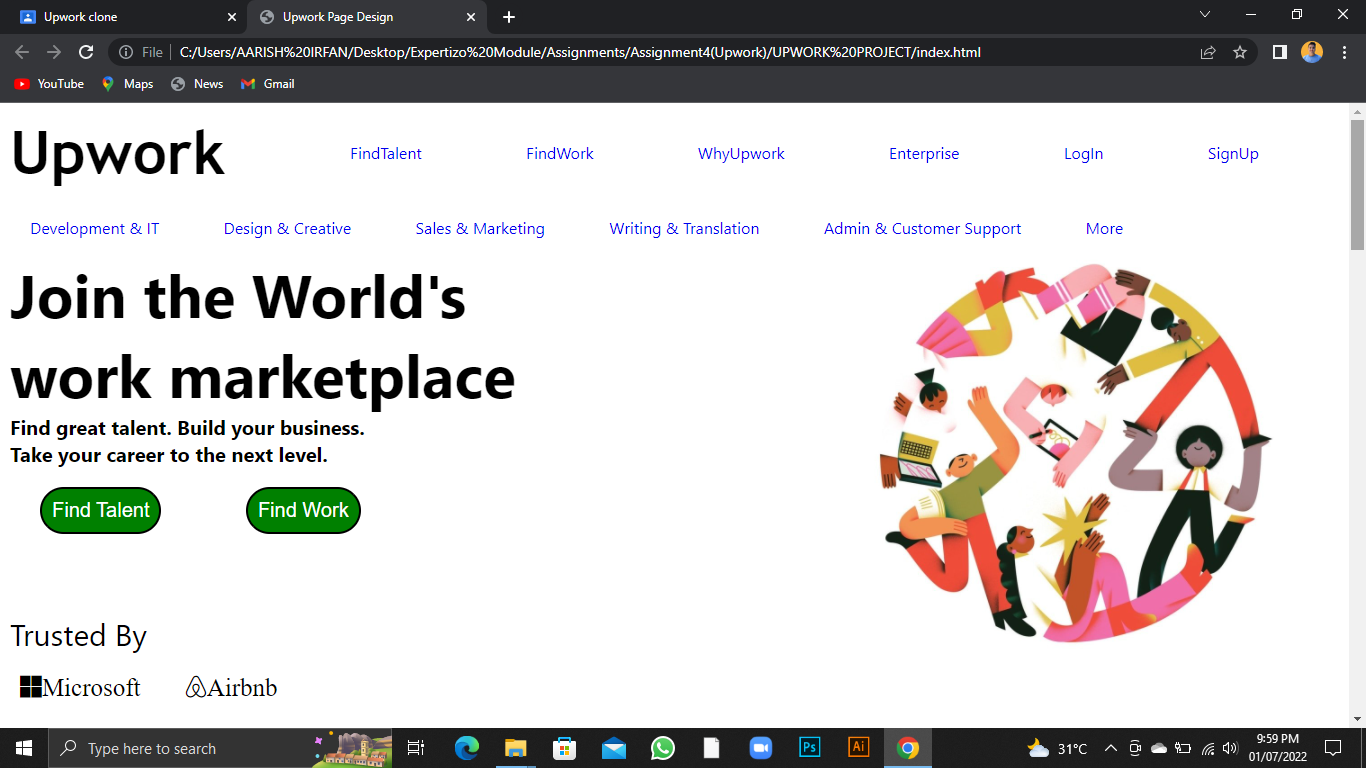 Upwork clone
Upwork Page Design
File
C:/Users/AARISH%20IRFAN/Desktop/Expertizo%20Module/Assignments/Assignment4(Upwork)/UPWORK%20PROJECT/index.html
YouTube Maps News Gmail
Upwork FindTalent FindWork WhyUpwork Enterprise LogIn SignUp
Development & IT Design & Creative Sales & Marketing Writing & Translation Admin & Customer Support More
Join the World's
work marketplace
Find great talent. Build your business.
Take your career to the next level.
Find Talent Find Work
Trusted By
Microsoft Airbnb
Type here to search
Ps
Ai
31°C
9:59 PM
01/07/2022